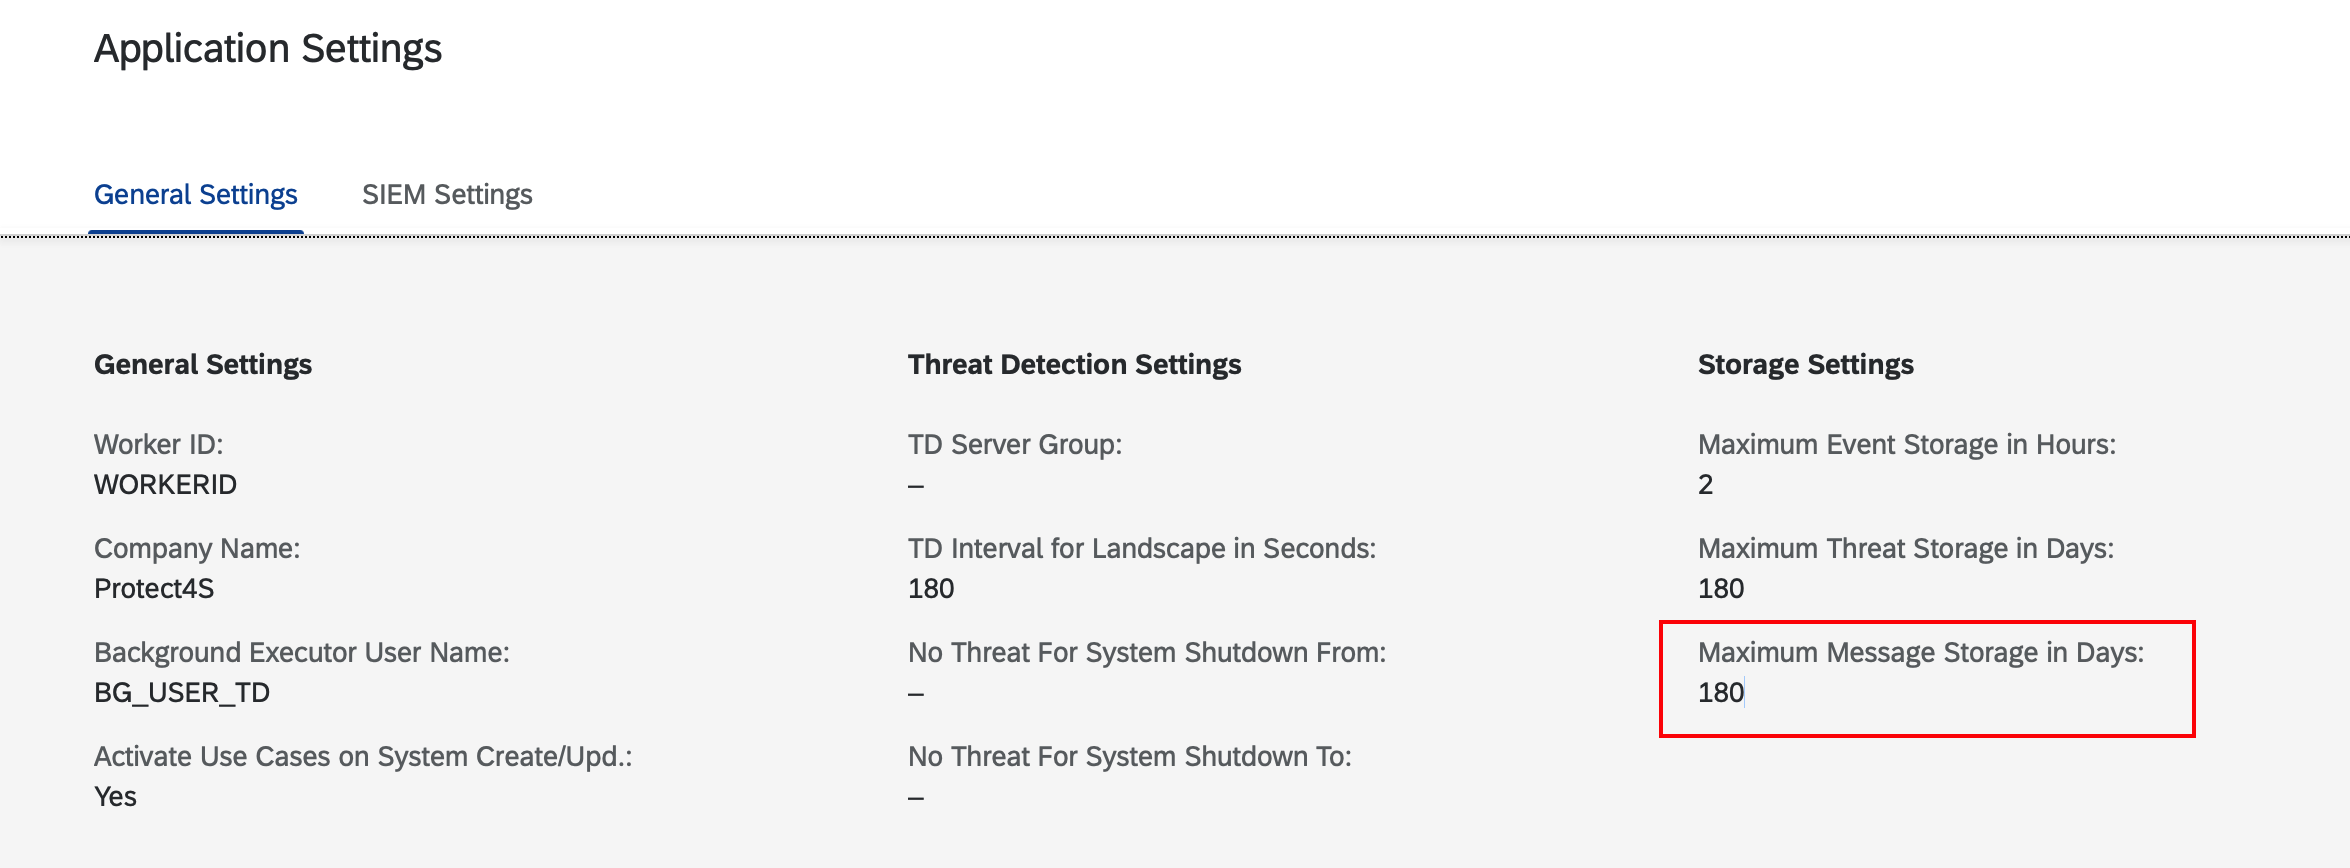 Application Settings
General Settings
SIEM Settings
General Settings
Worker ID:
WORKERID
Company Name:
Protect4S
Background Executor User Name:
BG_USER_TD
Activate Use Cases on System Create/Upd.:
Yes
Threat Detection Settings
TD Server Group:
–
TD Interval for Landscape in Seconds:
180
No Threat For System Shutdown From:
–
No Threat For System Shutdown To:
–
Storage Settings
Maximum Event Storage in Hours:
2
Maximum Threat Storage in Days:
180
Maximum Message Storage in Days:
180